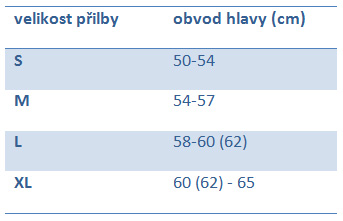 velikost přilby obvod hlavy (cm)
S 50-54
M 54-57
L 58-60 (62)
XL 60 (62) - 65